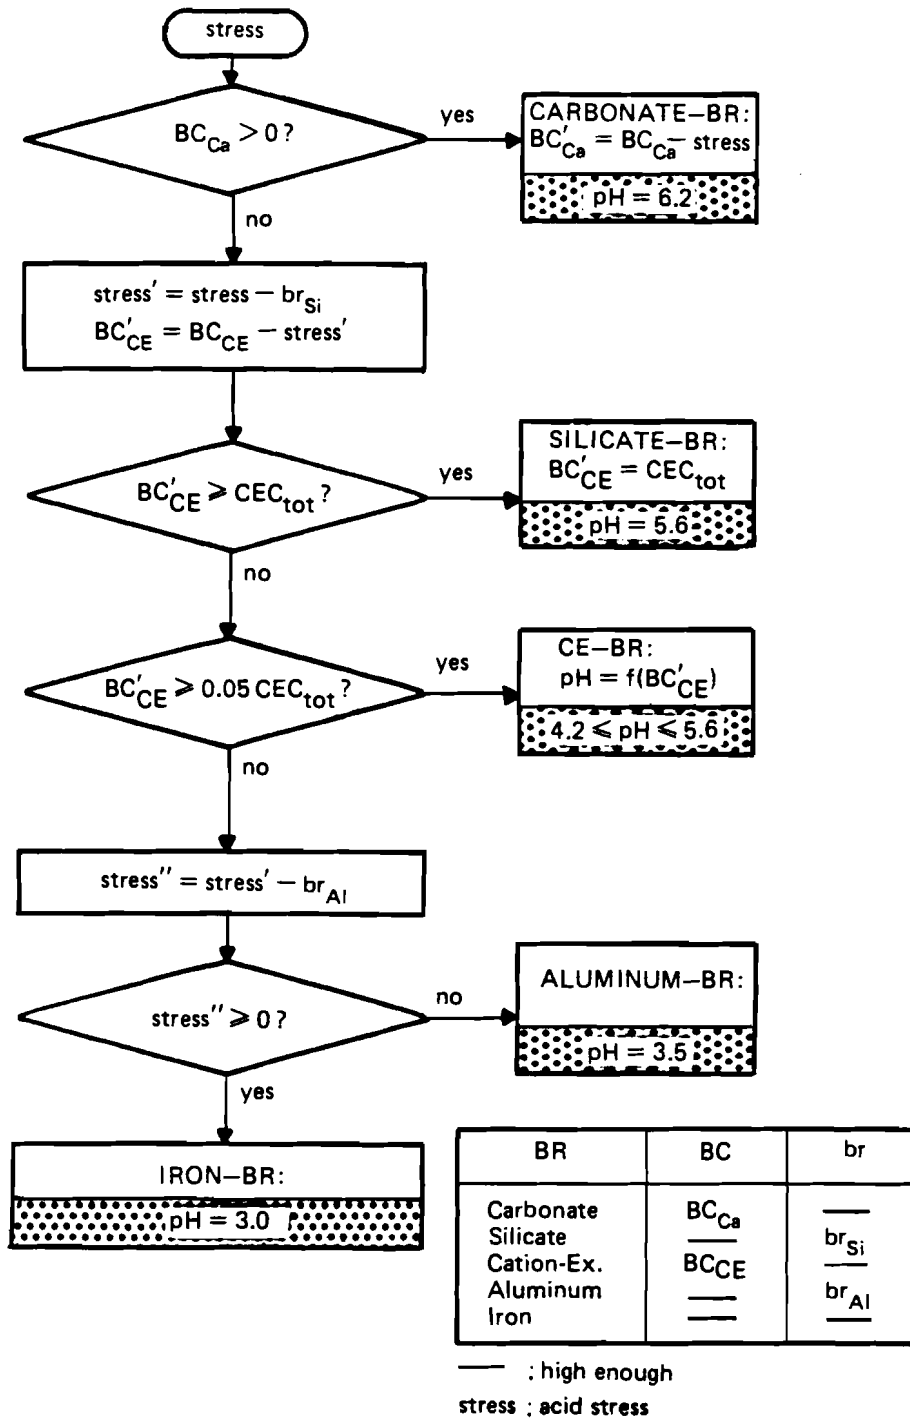 stress
BC_Ca > 0 ?
yes
CARBONATE–BR:
BC′_Ca = BC_Ca – stress
pH = 6.2
no
stress′ = stress – br_Si
BC′_CE = BC_CE – stress′
BC′_CE ⩾ CEC_tot ?
yes
SILICATE–BR:
BC′_CE = CEC_tot
pH = 5.6
no
BC′_CE ⩾ 0.05 CEC_tot ?
yes
CE–BR:
pH = f(BC′_CE)
4.2 ⩽ pH ⩽ 5.6
no
stress″ = stress′ – br_Al
stress″ ⩾ 0 ?
no
ALUMINUM–BR:
pH = 3.5
yes
IRON–BR:
pH = 3.0
BR BC br
Carbonate BC_Ca —
Silicate — br_Si
Cation-Ex. BC_CE —
Aluminum — br_Al
Iron — —
— ; high enough
stress ; acid stress